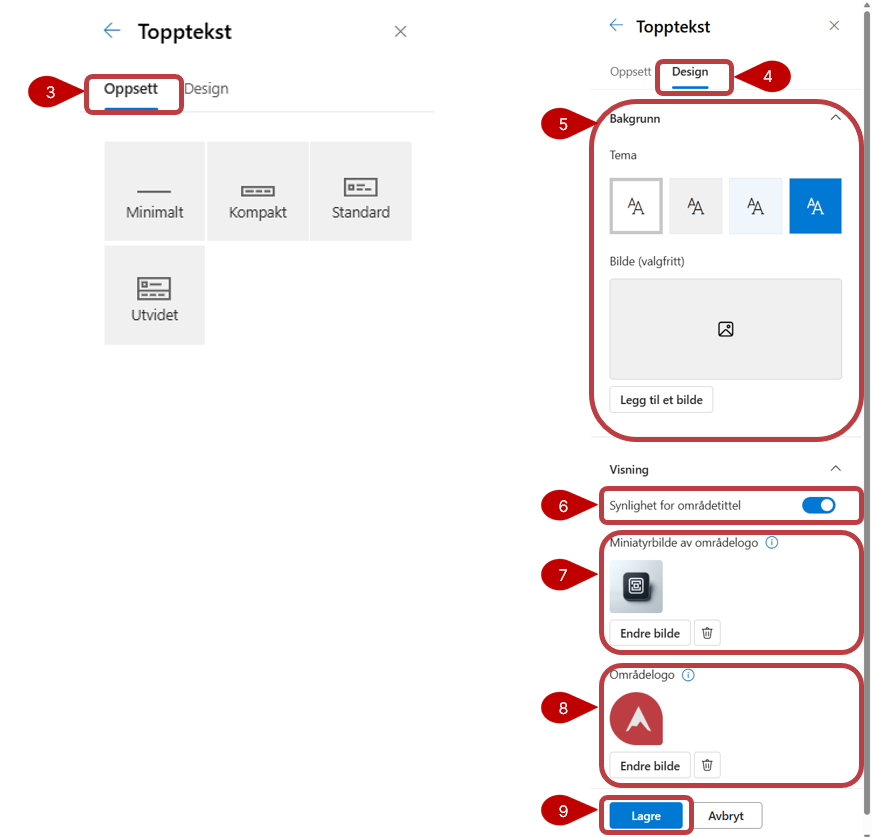 Topptekst
3
Oppsett
Design
Minimalt
Kompakt
Standard
Utvidet
Topptekst
Oppsett
Design
4
5
Bakgrunn
Tema
AA
AA
AA
AA
Bilde (valgfritt)
Legg til et bilde
Visning
6
Synlighet for områdetittel
7
Miniatyrbilde av områdelogo
Endre bilde
8
Områdelogo
Endre bilde
9
Lagre
Avbryt